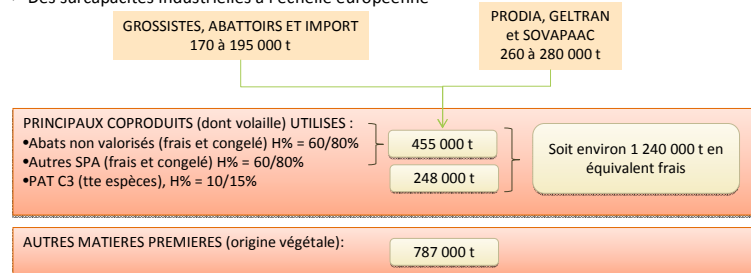 Des surcapacités industrielles à l'échelle européenne
GROSSISTES, ABATTOIRS ET IMPORT
170 à 195 000 t
PRODIA, GELTRAN
et SOVAPAAC
260 à 280 000 t
PRINCIPAUX COPRODUITS (dont volaille) UTILISES :
•Abats non valorisés (frais et congelé) H% = 60/80%
•Autres SPA (frais et congelé) H% = 60/80%
•PAT C3 (tte espèces), H% = 10/15%
455 000 t
248 000 t
Soit environ 1 240 000 t en
équivalent frais
AUTRES MATIERES PREMIERES (origine végétale):
787 000 t